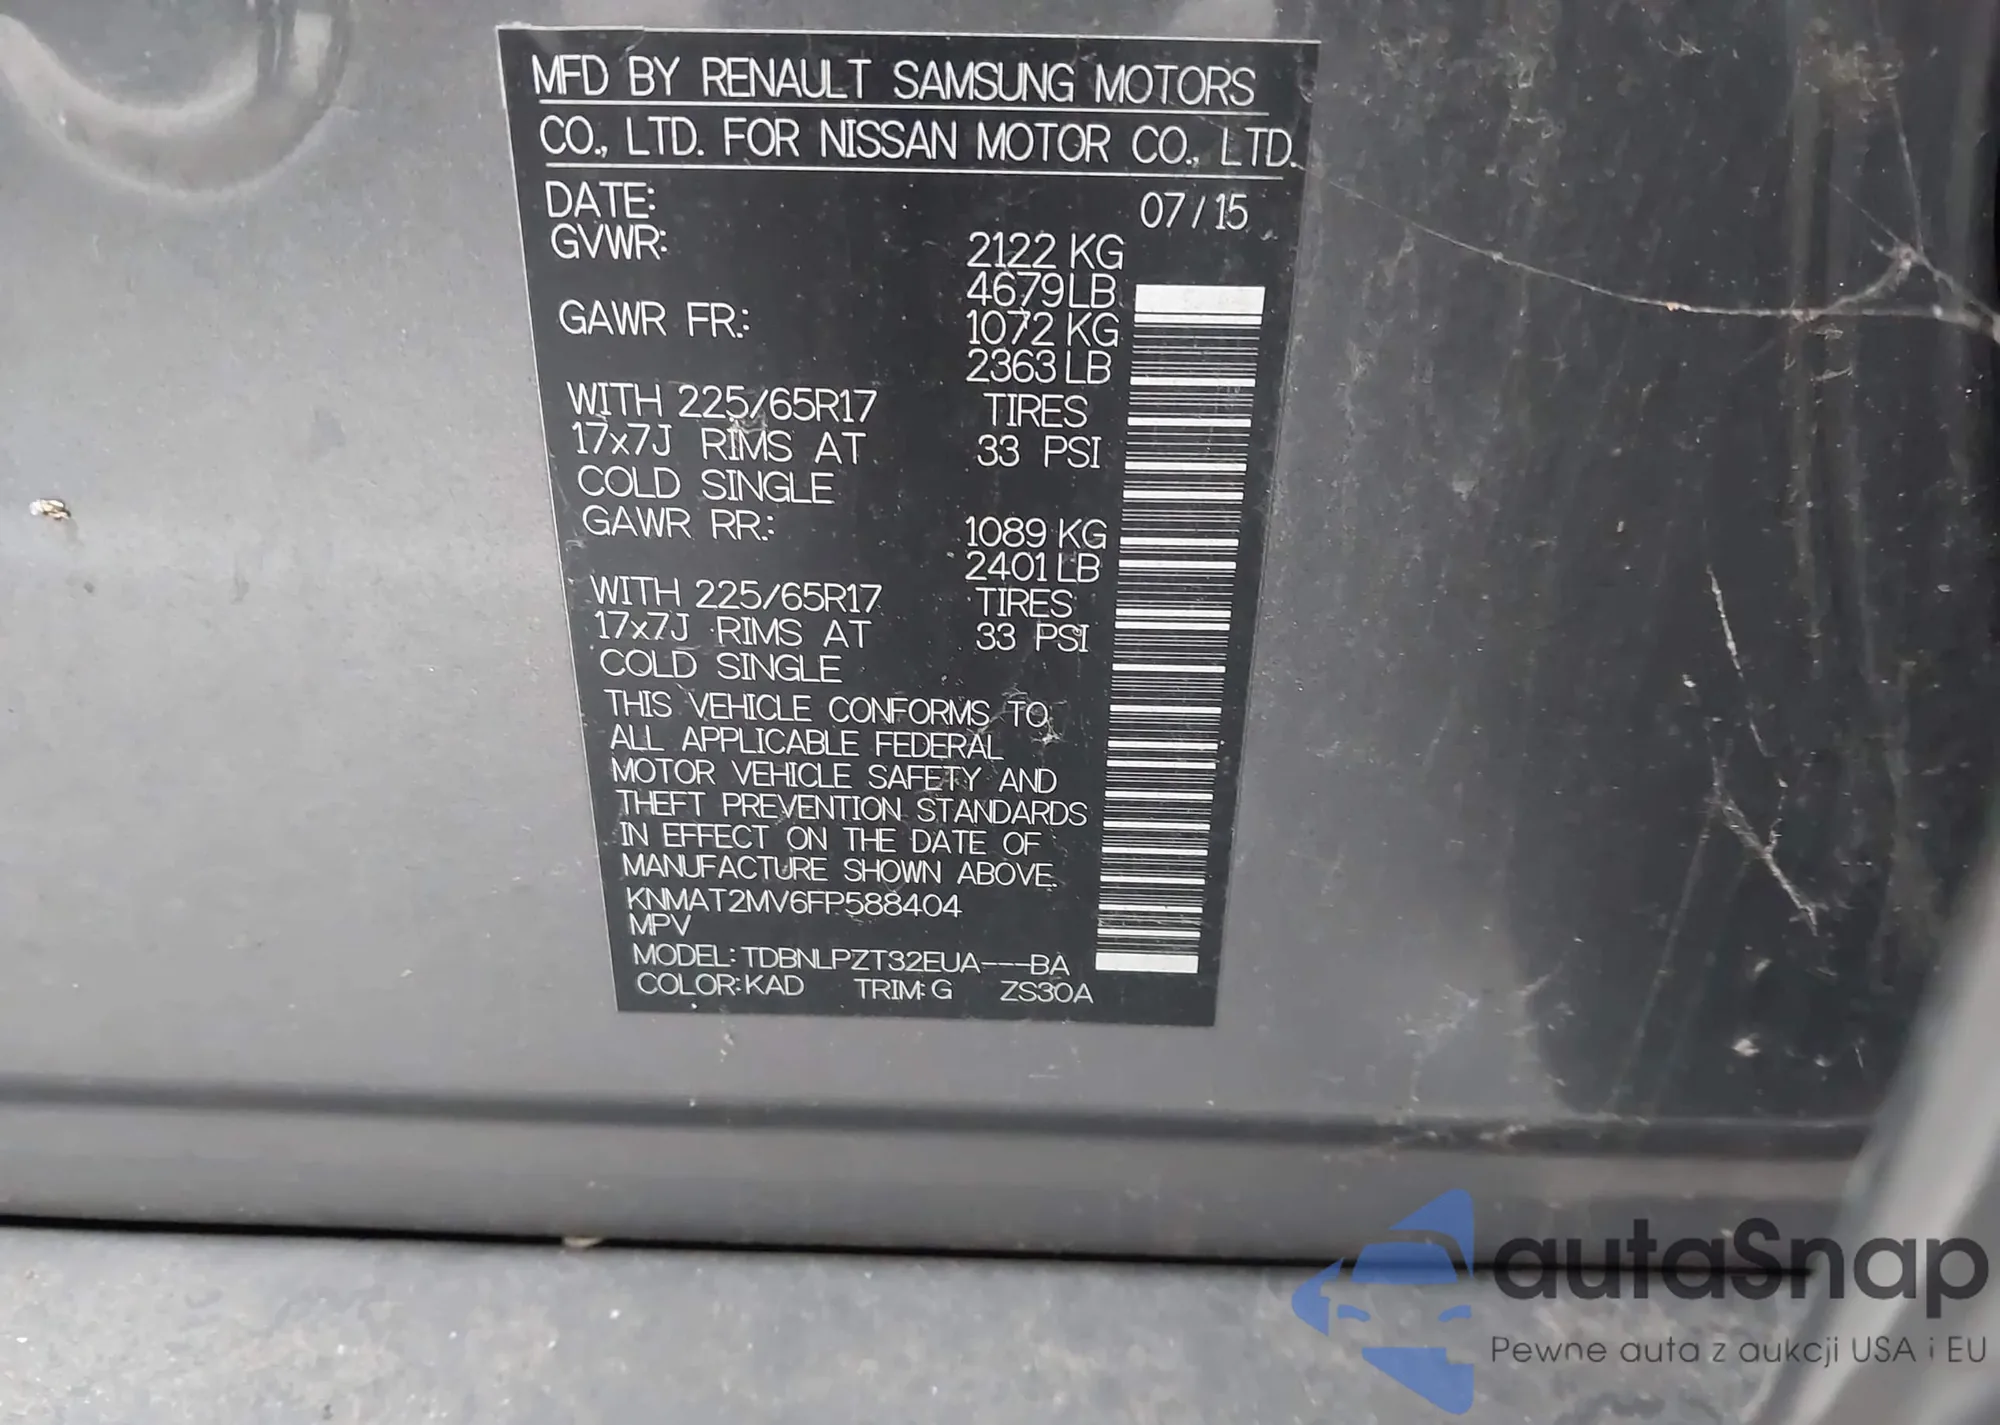 MFD BY RENAULT SAMSUNG MOTORS
CO., LTD. FOR NISSAN MOTOR CO., LTD.
DATE: 07/15
GVWR: 2122 KG
4679 LB
GAWR FR.: 1072 KG
2363 LB
WITH 225/65R17 TIRES
17x7J RIMS AT 33 PSI
COLD SINGLE
GAWR RR.: 1089 KG
2401 LB
WITH 225/65R17 TIRES
17x7J RIMS AT 33 PSI
COLD SINGLE
THIS VEHICLE CONFORMS TO
ALL APPLICABLE FEDERAL
MOTOR VEHICLE SAFETY AND
THEFT PREVENTION STANDARDS
IN EFFECT ON THE DATE OF
MANUFACTURE SHOWN ABOVE.
KNMAT2MV6FP588404
MPV
MODEL: TDBNLPZT32EUA---BA
COLOR: KAD TRIM: G ZS30A
autaSnap
Pewne auta z aukcji USA i EU